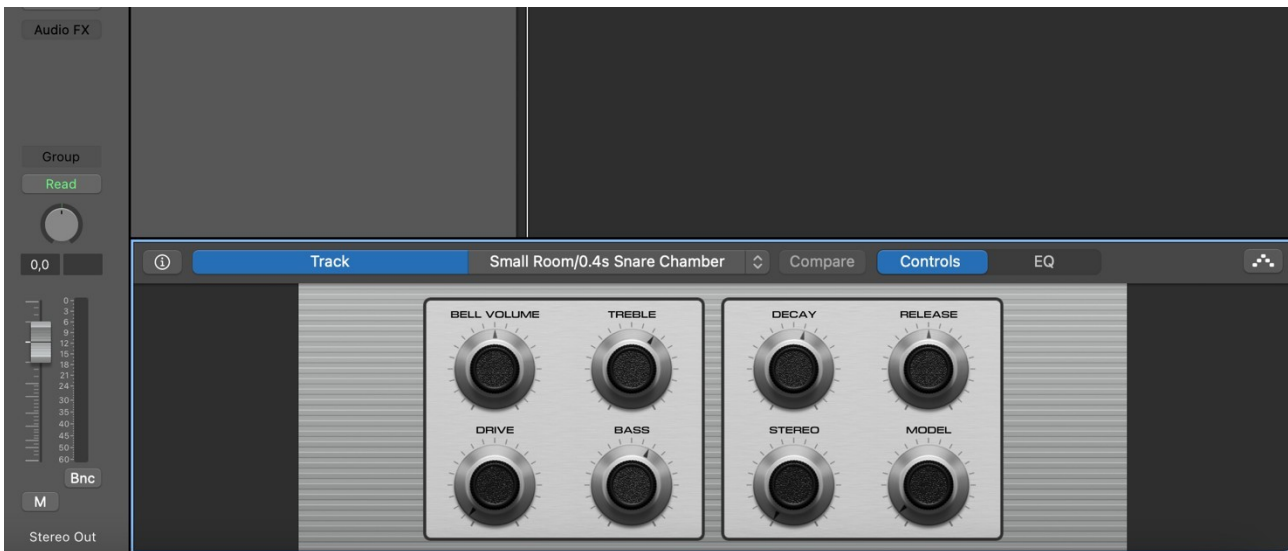 Audio FX
Group
Read
0,0
0-
3-
6-
9-
12-
15-
18-
21-
24-
30-
35-
40-
45-
50-
60-
Bnc
M
Stereo Out
Track Small Room/0.4s Snare Chamber Compare Controls EQ
BELL VOLUME TREBLE DECAY RELEASE
DRIVE BASS STEREO MODEL